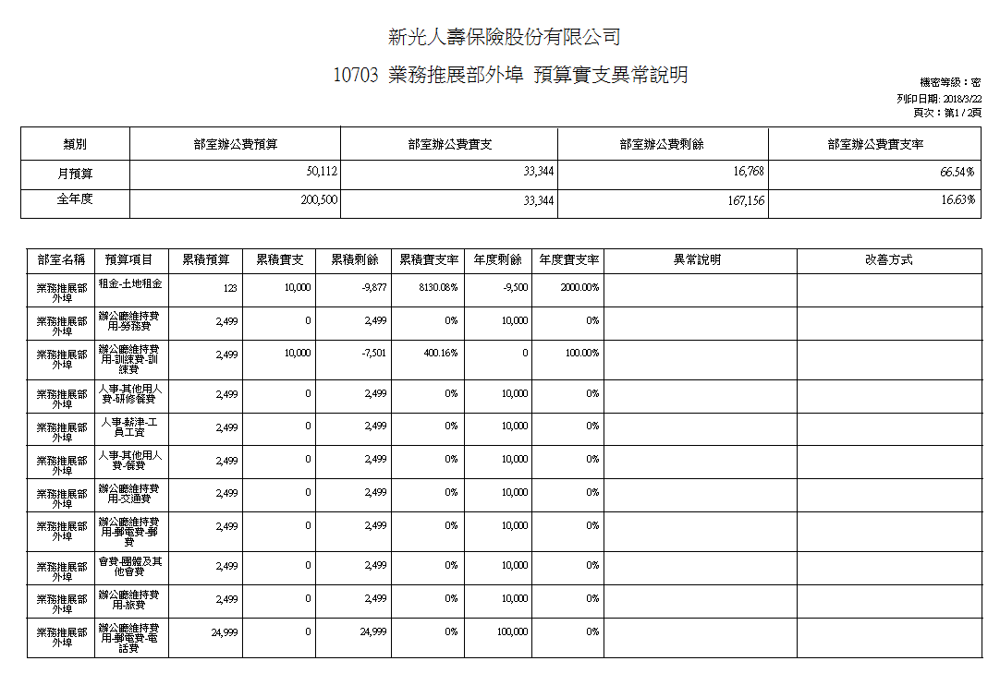 新光人壽保險股份有限公司
10703 業務推展部外埠 預算實支異常說明
機密等級：密
列印日期: 2018/3/22
頁次：第1 / 2頁
類別 部室辦公費預算 部室辦公費實支 部室辦公費剩餘 部室辦公費實支率
月預算 50,112 33,344 16,768 66.54%
全年度 200,500 33,344 167,156 16.63%
部室名稱 預算項目 累積預算 累積實支 累積剩餘 累積實支率 年度剩餘 年度實支率 異常說明 改善方式
業務推展部 租金-土地租金 123 10,000 -9,877 8130.08% -9,500 2000.00%
外埠
業務推展部 辦公廳維持費 2,499 0 2,499 0% 10,000 0%
外埠 用-勞務費
業務推展部 辦公廳維持費 2,499 10,000 -7,501 400.16% 0 100.00%
外埠 用-訓練費-訓
練費
業務推展部 人事-其他用人 2,499 0 2,499 0% 10,000 0%
外埠 費-研修餐費
業務推展部 人事-薪津-工 2,499 0 2,499 0% 10,000 0%
外埠 員工資
業務推展部 人事-其他用人 2,499 0 2,499 0% 10,000 0%
外埠 費-餐費
業務推展部 辦公廳維持費 2,499 0 2,499 0% 10,000 0%
外埠 用-交通費
業務推展部 辦公廳維持費 2,499 0 2,499 0% 10,000 0%
外埠 用-郵電費-郵
費
業務推展部 會費-團體及其 2,499 0 2,499 0% 10,000 0%
外埠 他會費
業務推展部 辦公廳維持費 2,499 0 2,499 0% 10,000 0%
外埠 用-旅費
業務推展部 辦公廳維持費 24,999 0 24,999 0% 100,000 0%
外埠 用-郵電費-電
話費